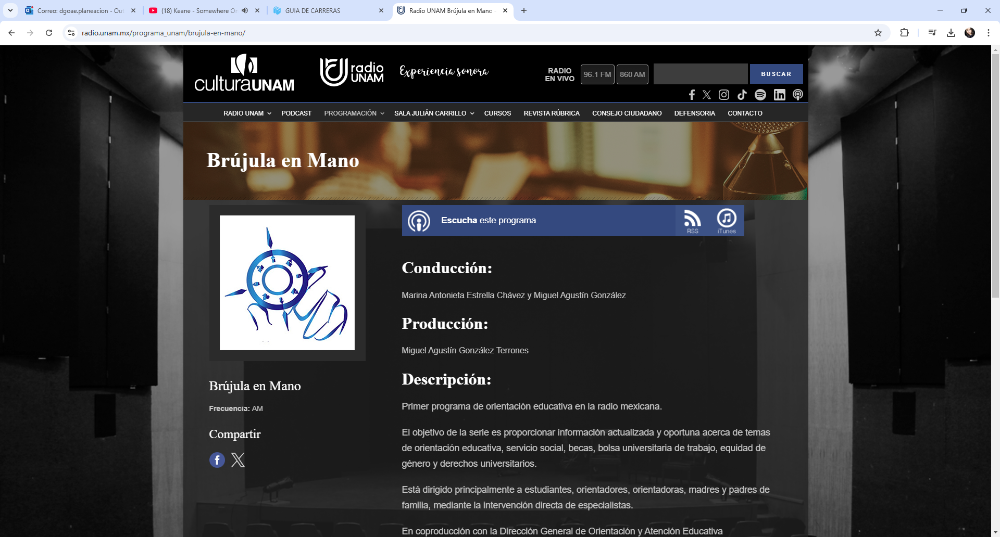 Correo: dgoae.planeacion - Out
(18) Keane - Somewhere On
GUIA DE CARRERAS
Radio UNAM Brújula en Mano -
radio.unam.mx/programa_unam/brujula-en-mano/
culturaUNAM
radio
UNAM
Experiencia sonora
RADIO
EN VIVO
96.1 FM
860 AM
BUSCAR
RADIO UNAM
PODCAST
PROGRAMACIÓN
SALA JULIÁN CARRILLO
CURSOS
REVISTA RÚBRICA
CONSEJO CIUDADANO
DEFENSORIA
CONTACTO
Brújula en Mano
Escucha este programa
RSS
iTunes
Conducción:
Marina Antonieta Estrella Chávez y Miguel Agustín González
Producción:
Miguel Agustín González Terrones
Descripción:
Primer programa de orientación educativa en la radio mexicana.
El objetivo de la serie es proporcionar información actualizada y oportuna acerca de temas
de orientación educativa, servicio social, becas, bolsa universitaria de trabajo, equidad de
género y derechos universitarios.
Está dirigido principalmente a estudiantes, orientadores, orientadoras, madres y padres de
familia, mediante la intervención directa de especialistas.
En coproducción con la Dirección General de Orientación y Atención Educativa
Brújula en Mano
Frecuencia: AM
Compartir